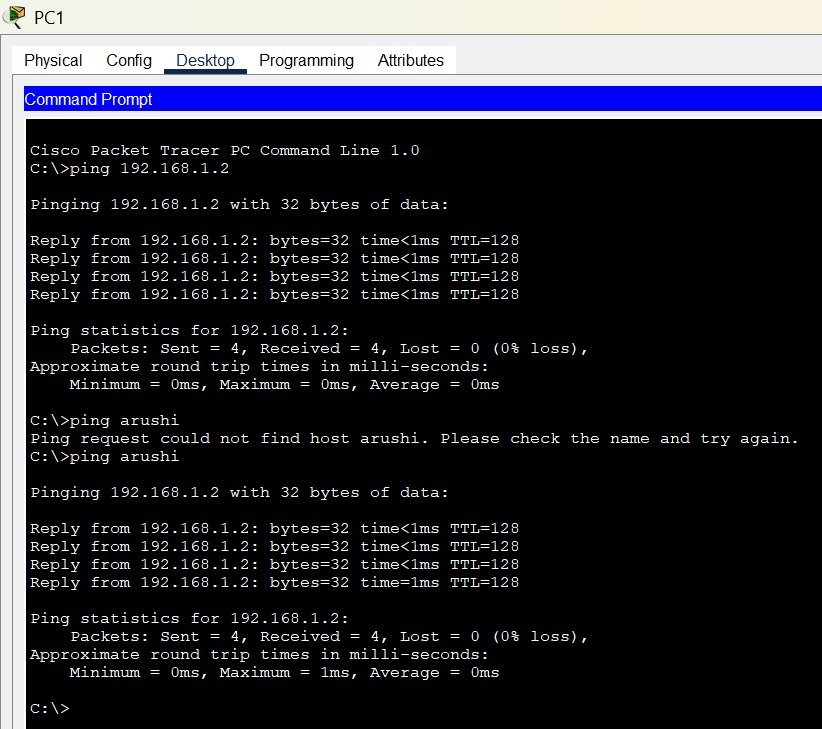 PC1
Physical Config Desktop Programming Attributes
Command Prompt
Cisco Packet Tracer PC Command Line 1.0
C:\>ping 192.168.1.2
Pinging 192.168.1.2 with 32 bytes of data:
Reply from 192.168.1.2: bytes=32 time<1ms TTL=128
Reply from 192.168.1.2: bytes=32 time<1ms TTL=128
Reply from 192.168.1.2: bytes=32 time<1ms TTL=128
Reply from 192.168.1.2: bytes=32 time<1ms TTL=128
Ping statistics for 192.168.1.2:
Packets: Sent = 4, Received = 4, Lost = 0 (0% loss),
Approximate round trip times in milli-seconds:
Minimum = 0ms, Maximum = 0ms, Average = 0ms
C:\>ping arushi
Ping request could not find host arushi. Please check the name and try again.
C:\>ping arushi
Pinging 192.168.1.2 with 32 bytes of data:
Reply from 192.168.1.2: bytes=32 time<1ms TTL=128
Reply from 192.168.1.2: bytes=32 time<1ms TTL=128
Reply from 192.168.1.2: bytes=32 time<1ms TTL=128
Reply from 192.168.1.2: bytes=32 time=1ms TTL=128
Ping statistics for 192.168.1.2:
Packets: Sent = 4, Received = 4, Lost = 0 (0% loss),
Approximate round trip times in milli-seconds:
Minimum = 0ms, Maximum = 1ms, Average = 0ms
C:\>